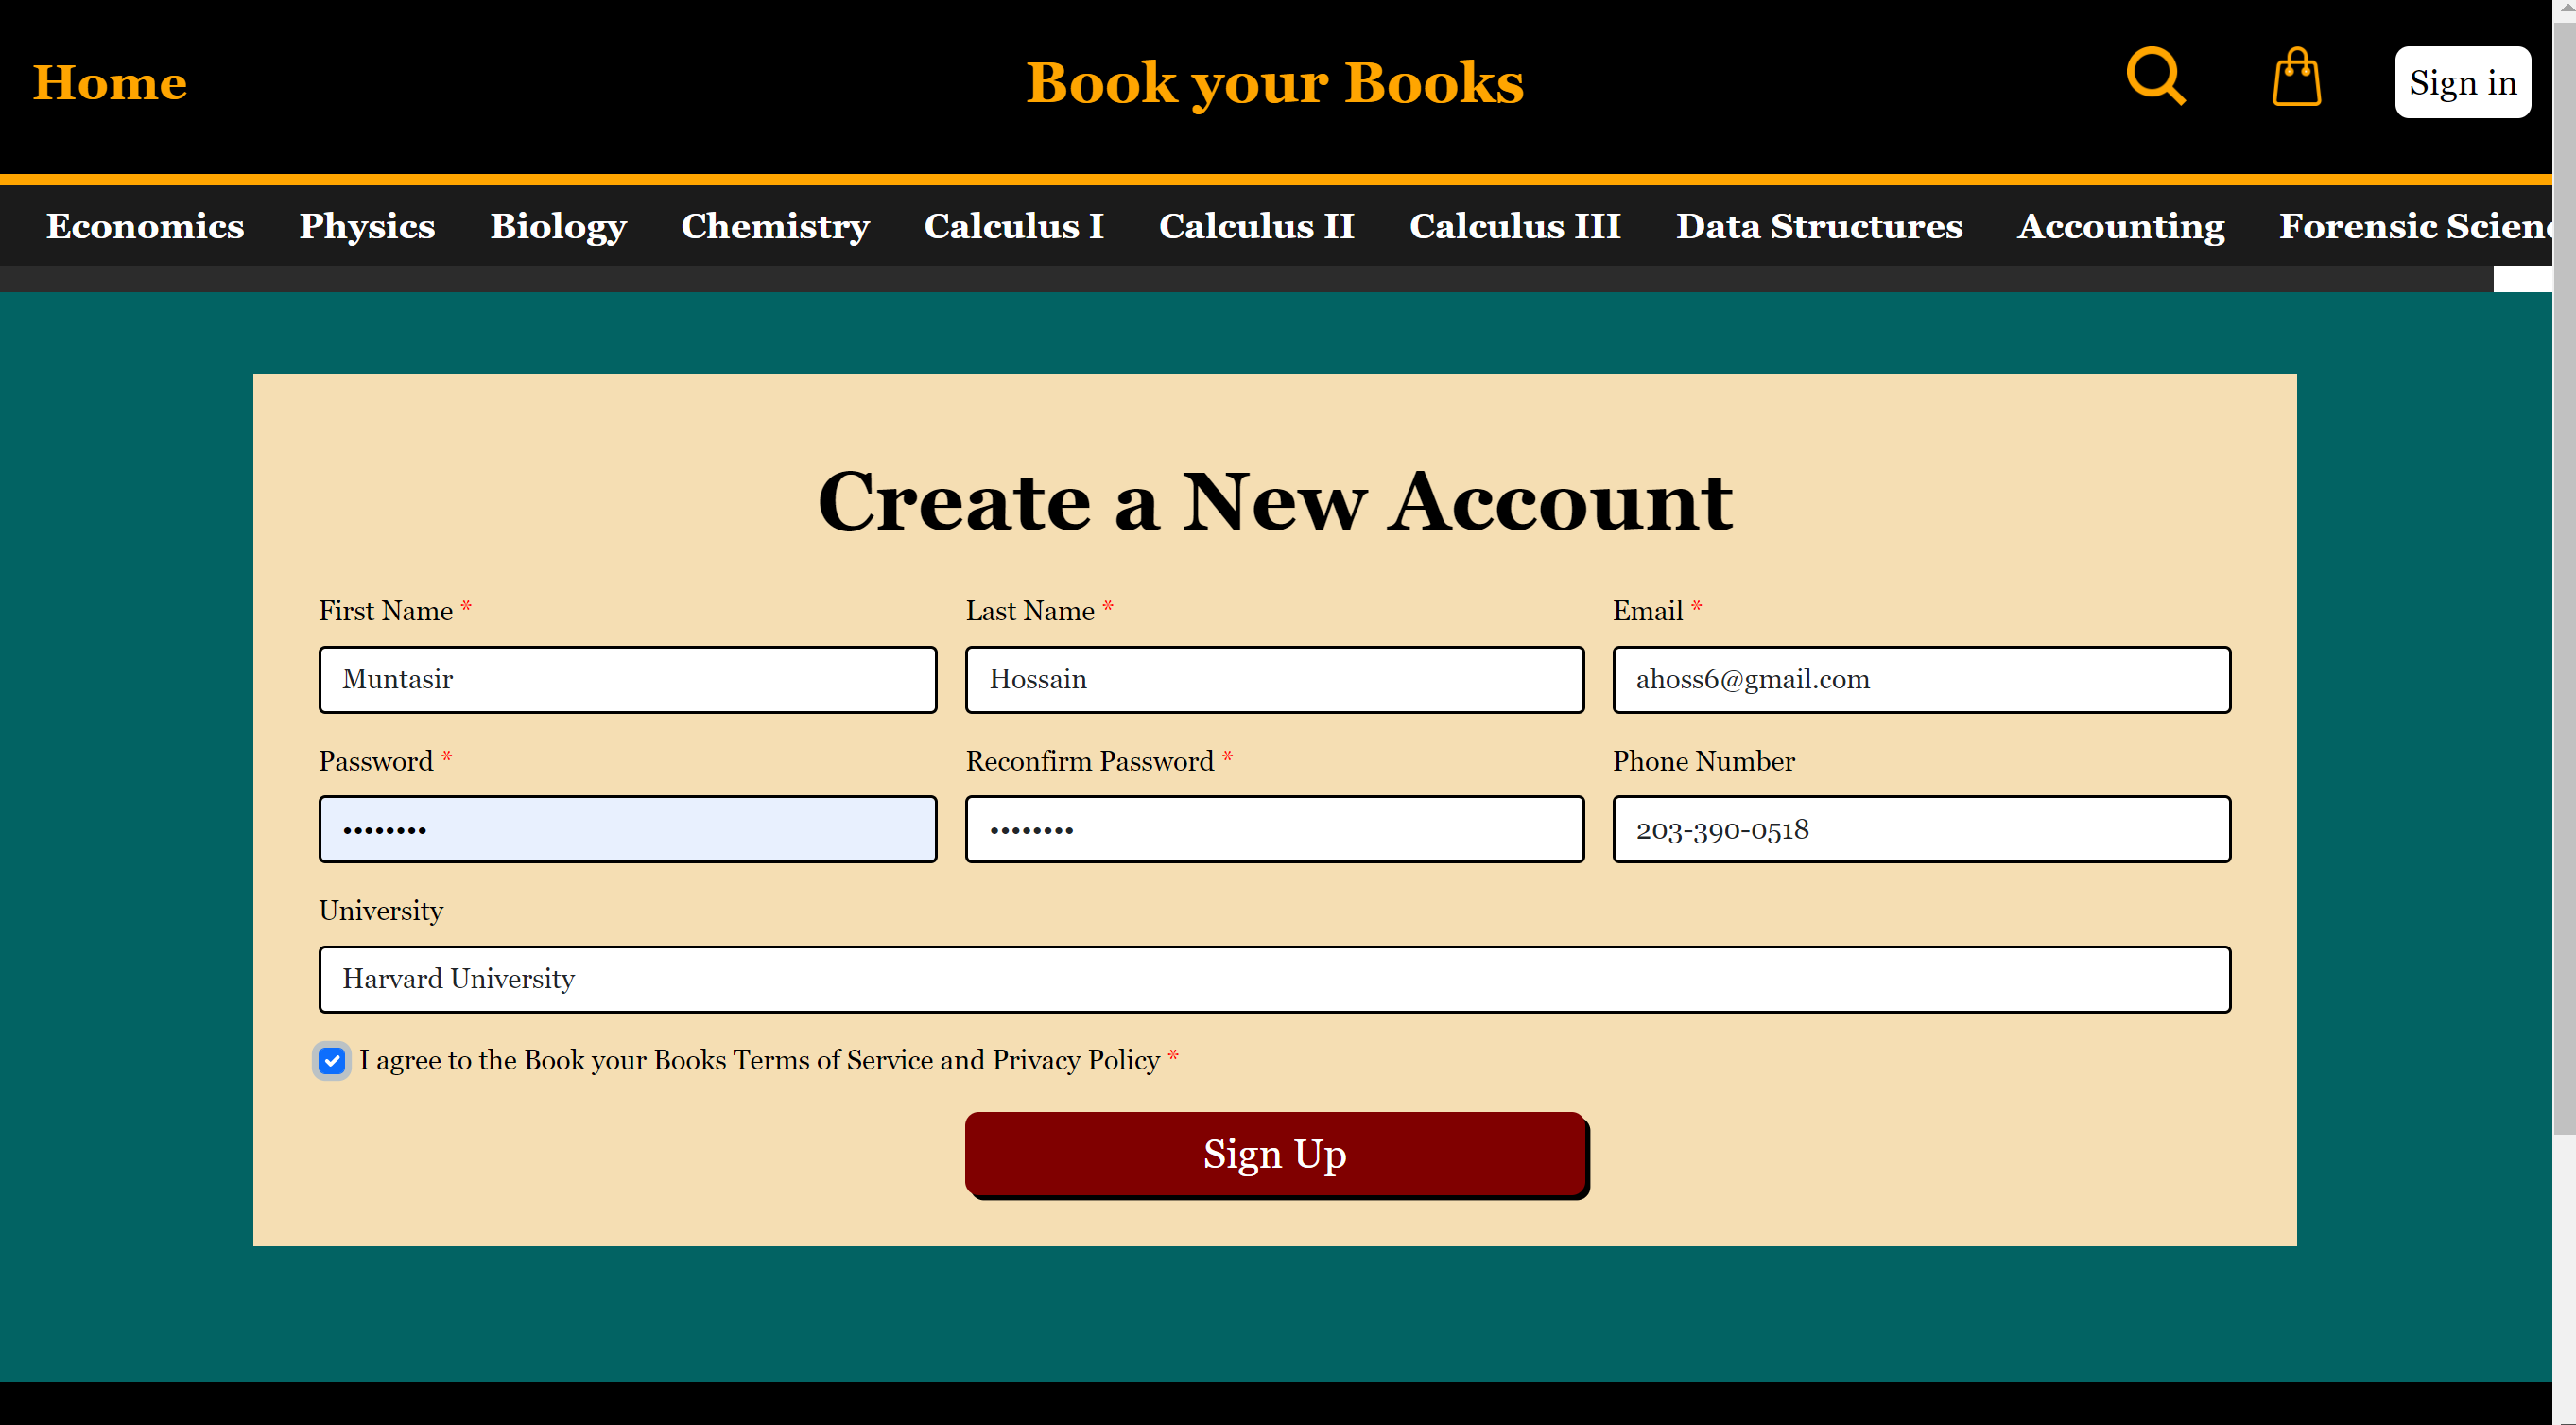 Home Book your Books Sign in
Economics Physics Biology Chemistry Calculus I Calculus II Calculus III Data Structures Accounting Forensic Scienc
Create a New Account
First Name * Last Name * Email *
Muntasir Hossain ahoss6@gmail.com
Password * Reconfirm Password * Phone Number
•••••••• •••••••• 203-390-0518
University
Harvard University
I agree to the Book your Books Terms of Service and Privacy Policy *
Sign Up